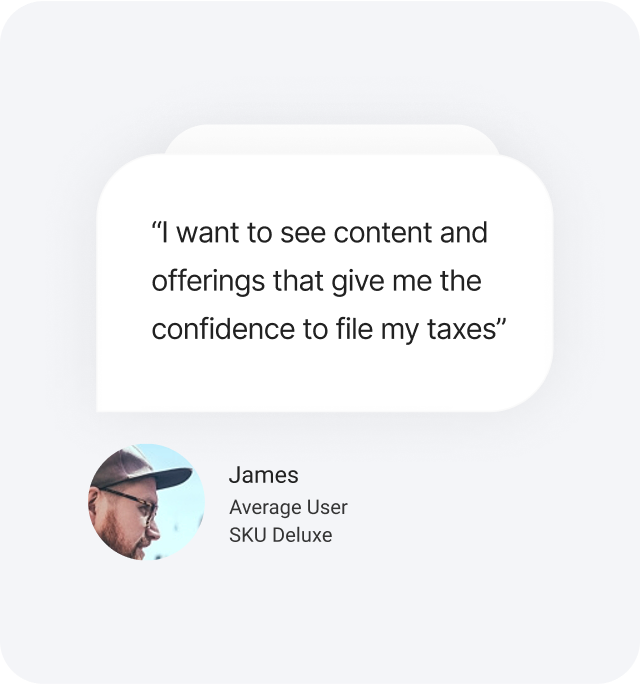 “I want to see content and
offerings that give me the
confidence to file my taxes”
James
Average User
SKU Deluxe